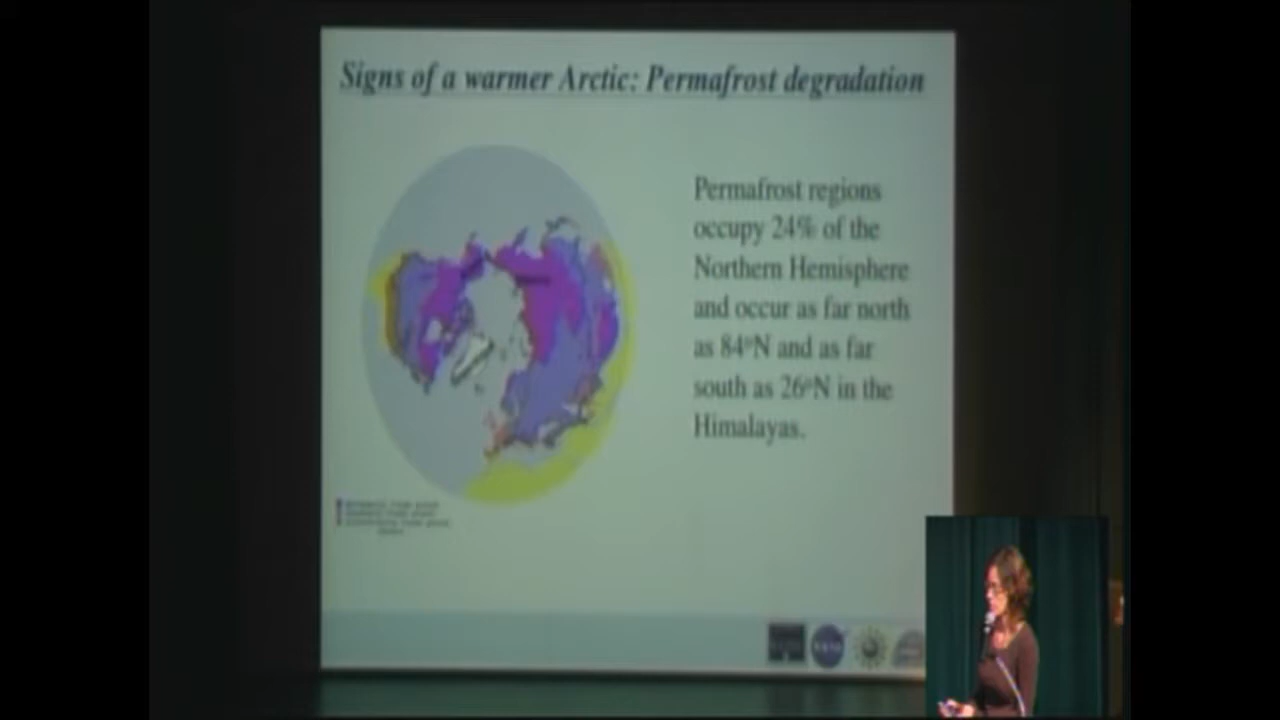 Signs of a warmer Arctic: Permafrost degradation
Permafrost regions
occupy 24% of the
Northern Hemisphere
and occur as far north
as 84°N and as far
south as 26°N in the
Himalayas.
NASA